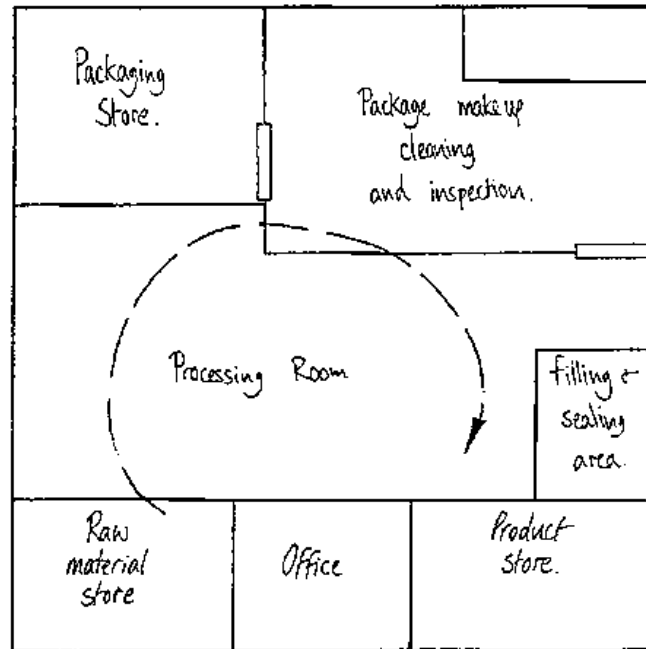 Packaging
Store.
Package make up
cleaning
and inspection.
Processing Room
filling &
sealing
area.
Raw
material
store
Office
Product
store.